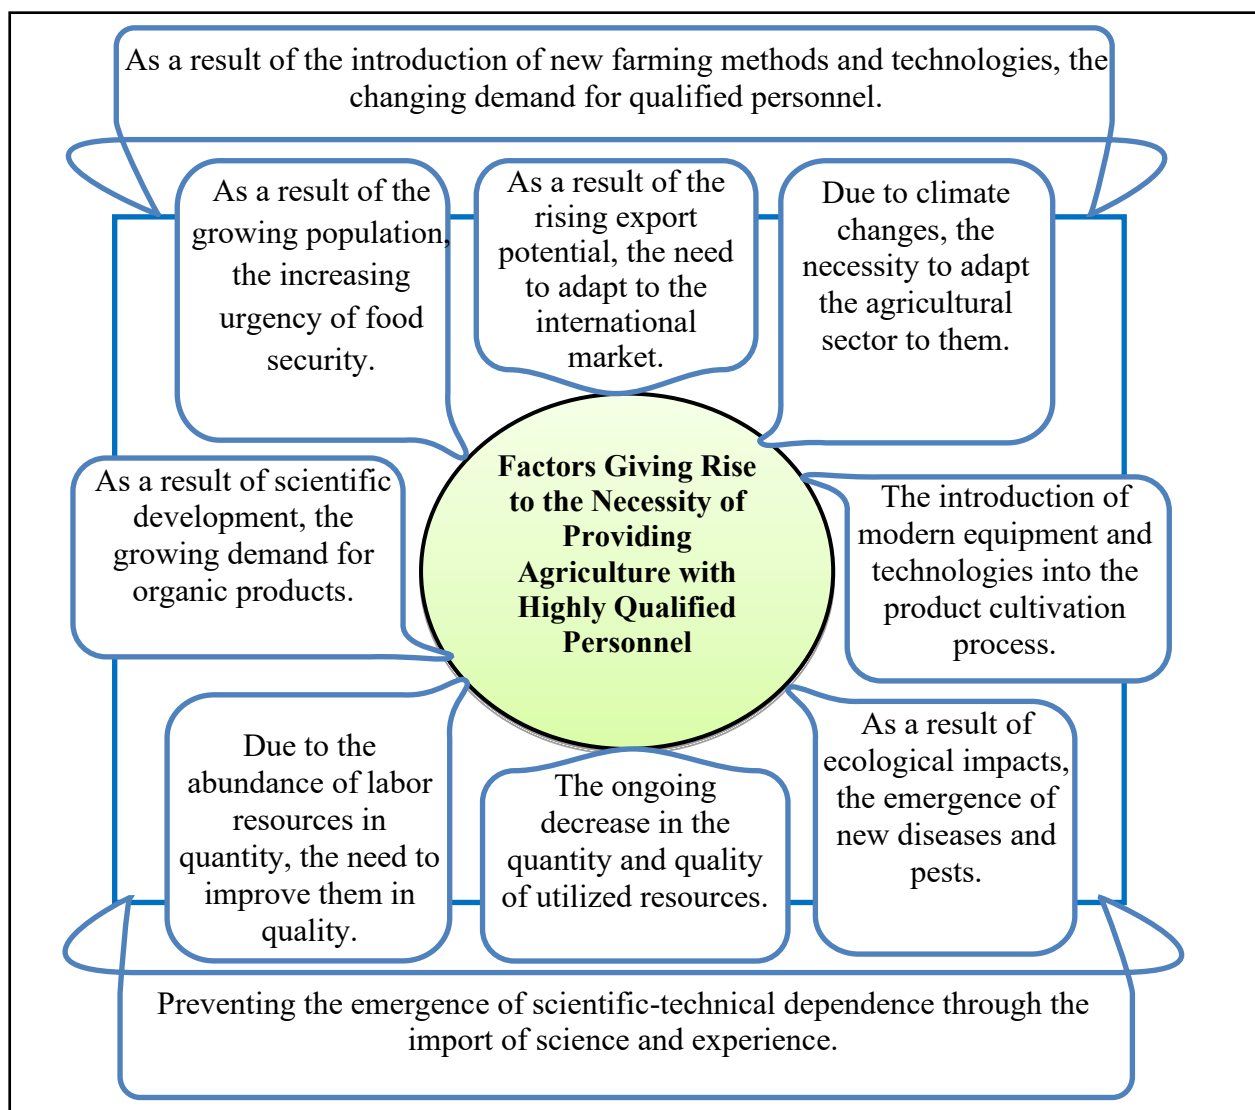 As a result of the introduction of new farming methods and technologies, the
changing demand for qualified personnel.
As a result of the
growing population,
the increasing
urgency of food
security.
As a result of the
rising export
potential, the need
to adapt to the
international
market.
Due to climate
changes, the
necessity to adapt
the agricultural
sector to them.
As a result of scientific
development, the
growing demand for
organic products.
Factors Giving Rise
to the Necessity of
Providing
Agriculture with
Highly Qualified
Personnel
The introduction of
modern equipment and
technologies into the
product cultivation
process.
Due to the
abundance of labor
resources in
quantity, the need to
improve them in
quality.
The ongoing
decrease in the
quantity and quality
of utilized resources.
As a result of
ecological impacts,
the emergence of
new diseases and
pests.
Preventing the emergence of scientific-technical dependence through the
import of science and experience.